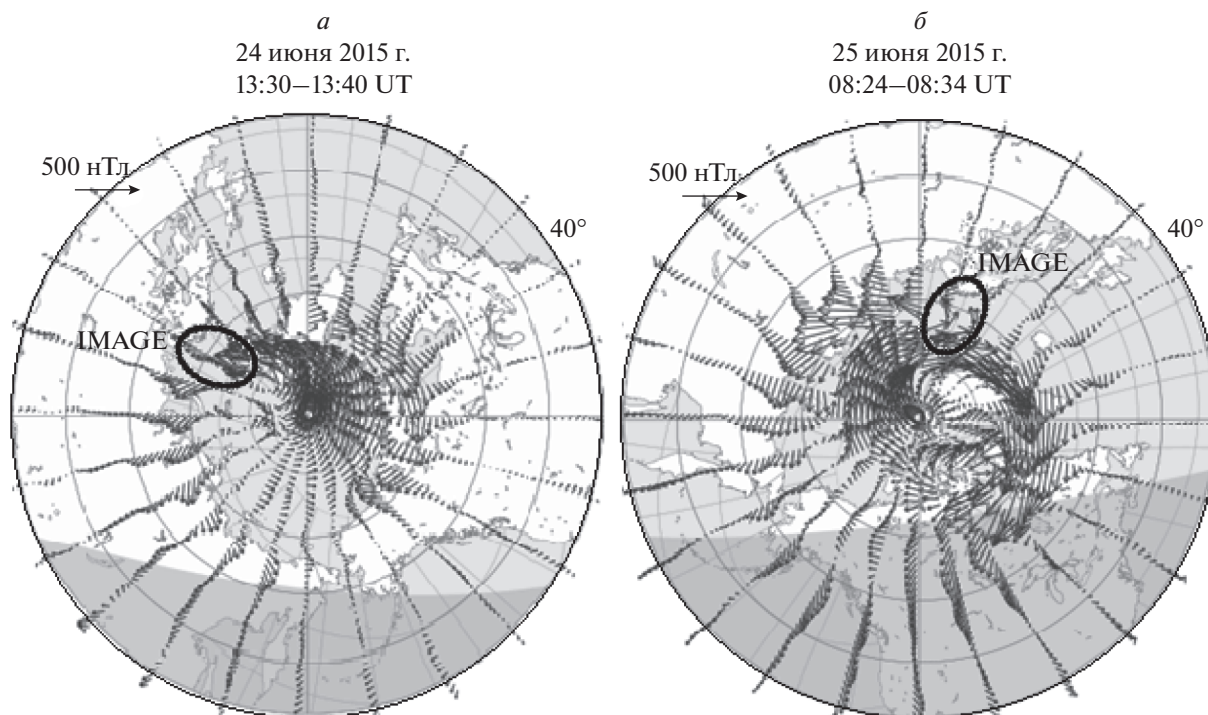 а
24 июня 2015 г.
13:30–13:40 UT
500 нТл
40°
IMAGE
б
25 июня 2015 г.
08:24–08:34 UT
500 нТл
40°
IMAGE